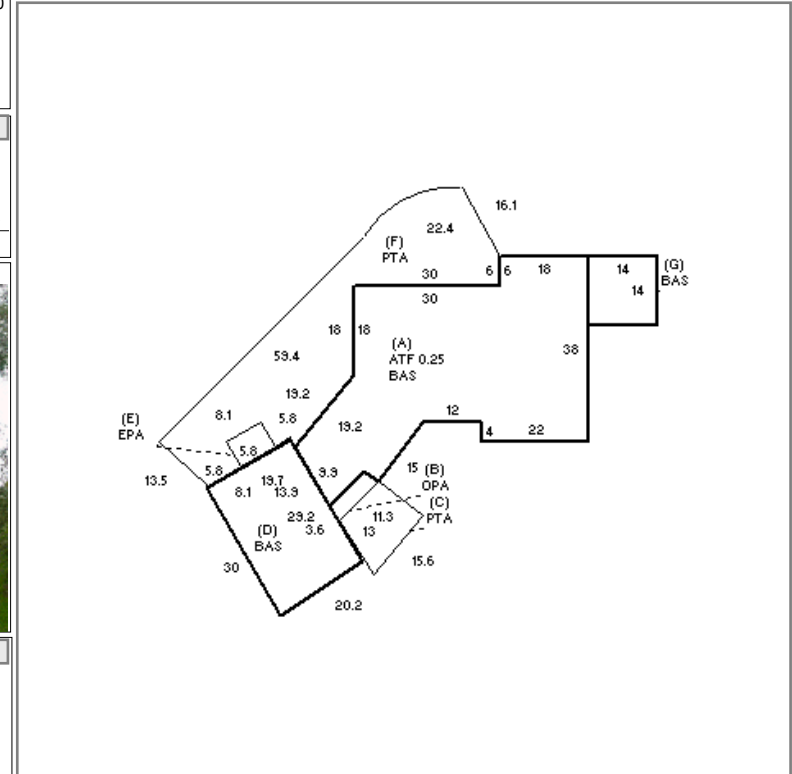 16.1
22.4
(F)
PTA
6 6 18
14
(G)
BAS
14
30
30
18 18
(A)
ATF 0.25
BAS
38
59.4
19.2
8.1
5.8
(E)
EPA
19.2
12
4 22
5.8
5.8
13.5
9.9
15
(B)
OPA
19.7
8.1
13.9
(C)
PTA
29.2
3.6
11.3
13
(D)
BAS
30
15.6
20.2